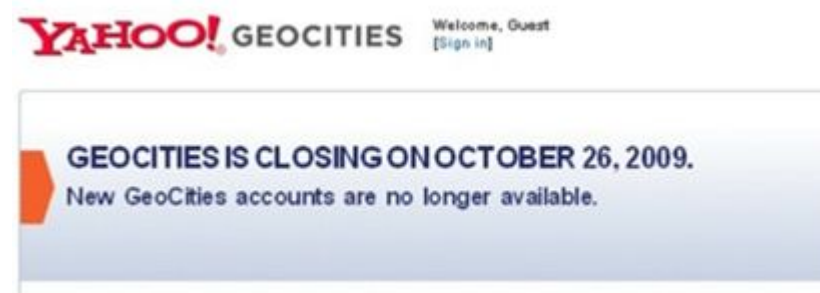 YAHOO! GEOCITIES
Welcome, Guest
[Sign in]
GEOCITIES IS CLOSING ON OCTOBER 26, 2009.
New GeoCities accounts are no longer available.